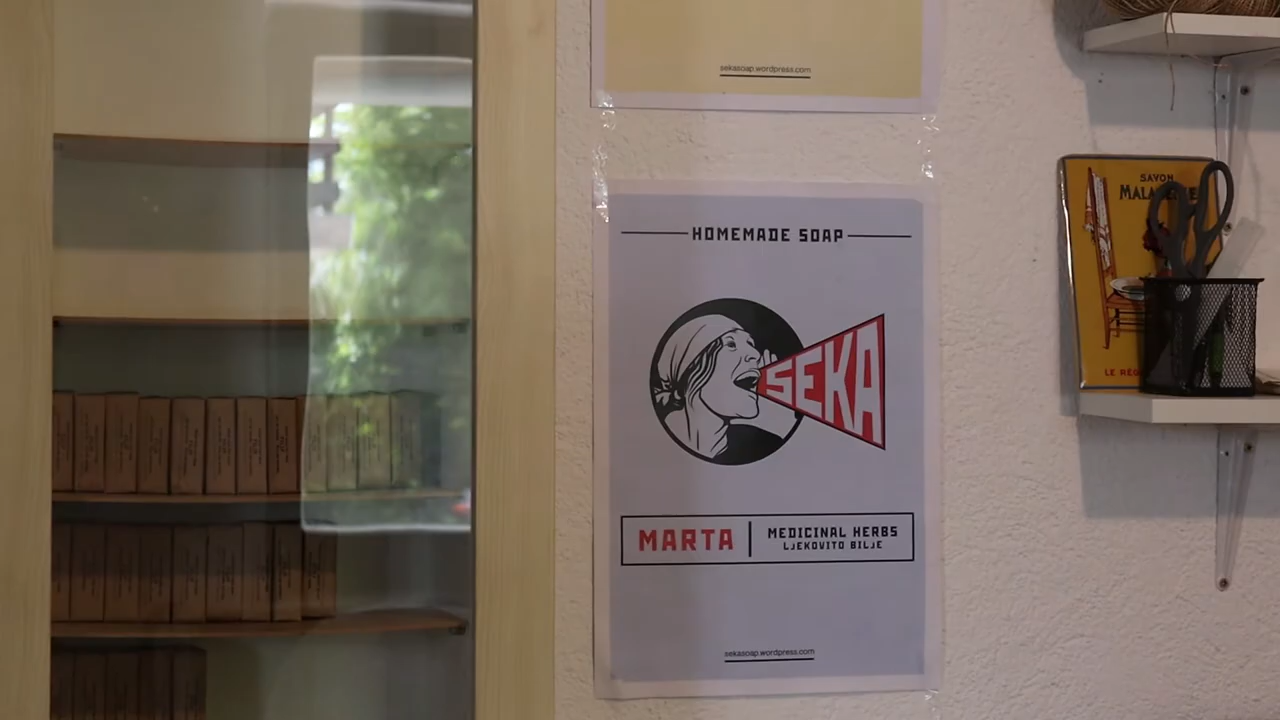 sekasoap.wordpress.com
HOMEMADE SOAP
SEKA
MARTA
MEDICINAL HERBS
LJEKOVITO BILJE
sekasoap.wordpress.com
SAVON
LE